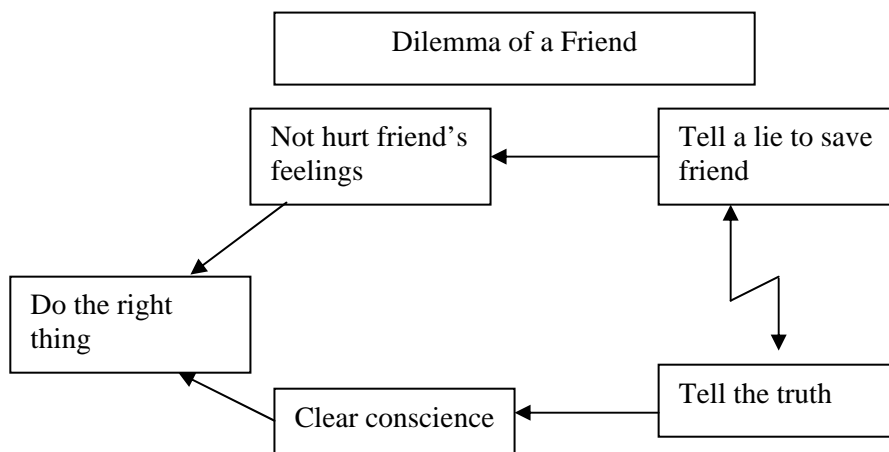 Dilemma of a Friend
Not hurt friend’s
feelings
Tell a lie to save
friend
Do the right
thing
Clear conscience
Tell the truth